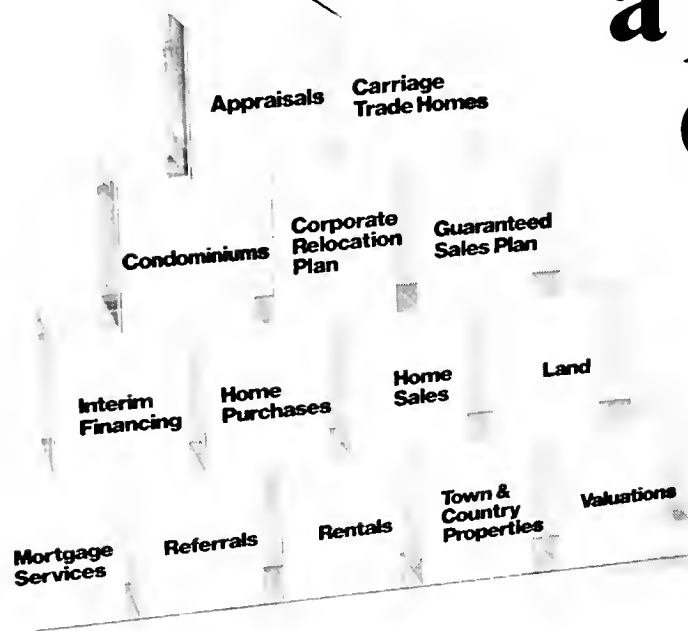 a
Appraisals
Carriage
Trade Homes
Condominiums
Corporate
Relocation
Plan
Guaranteed
Sales Plan
Interim
Financing
Home
Purchases
Home
Sales
Land
Mortgage
Services
Referrals
Rentals
Town &
Country
Properties
Valuations